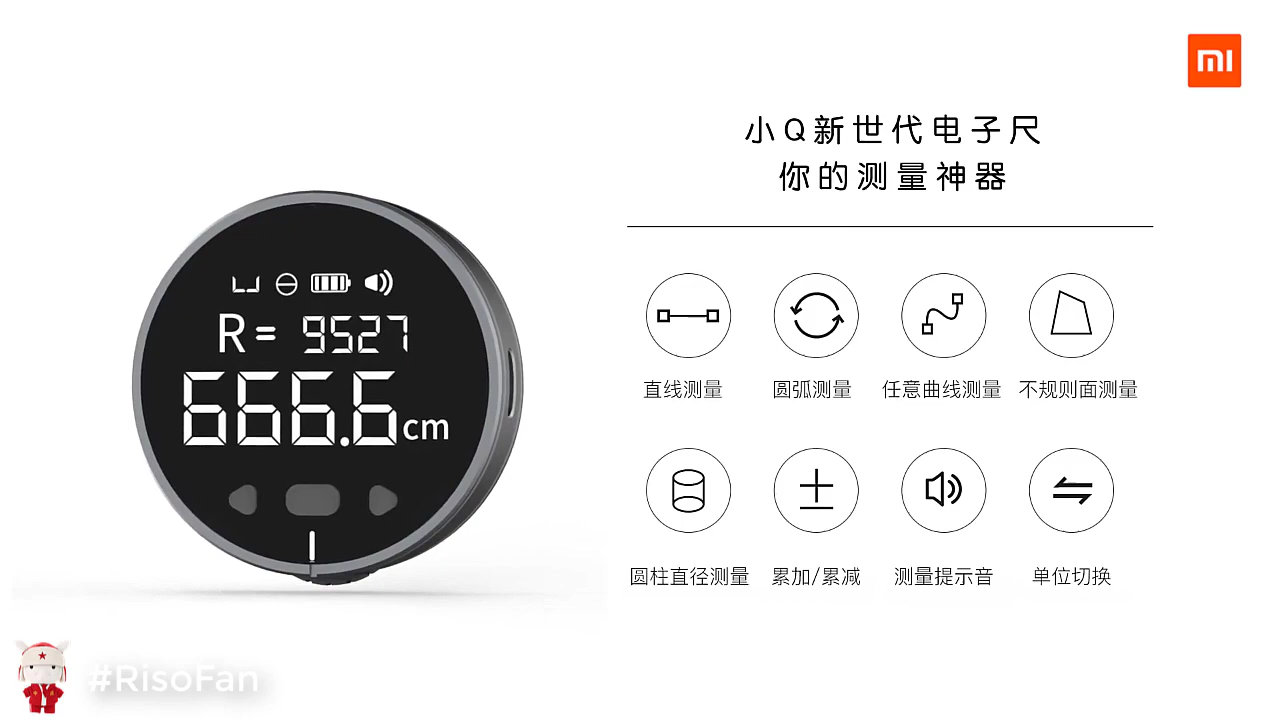 mi
小Q新世代电子尺
你的测量神器
R= 9527
666.6cm
直线测量
圆弧测量
任意曲线测量
不规则面测量
圆柱直径测量
累加/累减
测量提示音
单位切换
#RisoFan